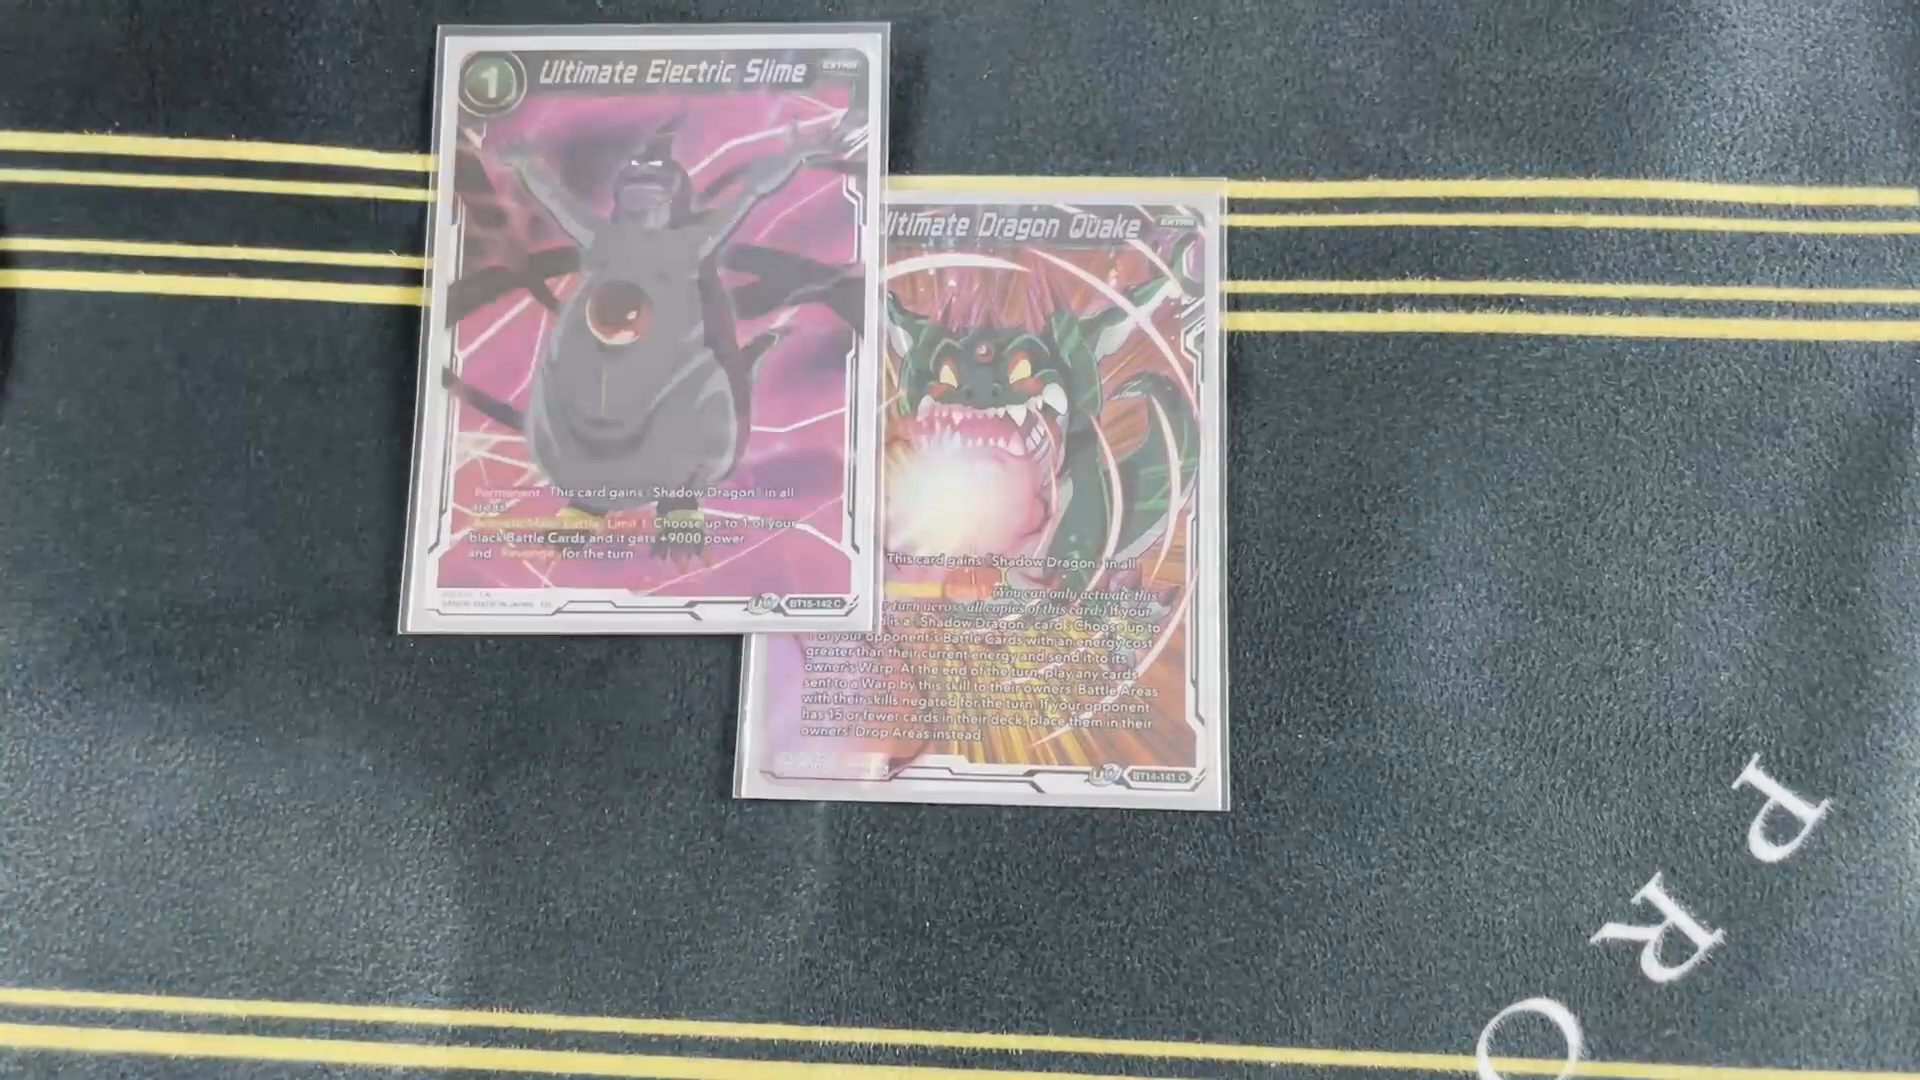 1
Ultimate Electric Slime
EXTRA
Permanent This card gains "Shadow Dragon" in all
areas.
Activate Main/Battle Limit 1 Choose up to 1 of your
black Battle Cards and it gets +9000 power
and Revenge for the turn
BANDAI MADE IN JAPAN
BT15-142 C
Ultimate Dragon Quake
EXTRA
This card gains "Shadow Dragon" in all
(You can only activate this
turn across all copies of this card.) If your
is a "Shadow Dragon" card: Choose up to
1 of your opponent's Battle Cards with an energy cost
greater than their current energy and send it to its
owner's Warp. At the end of the turn, play any cards
sent to a Warp by this skill to their owners' Battle Areas
with their skills negated for the turn. If your opponent
has 15 or fewer cards in their deck, place them in their
owners' Drop Areas instead.
BT14-141 C
P R O